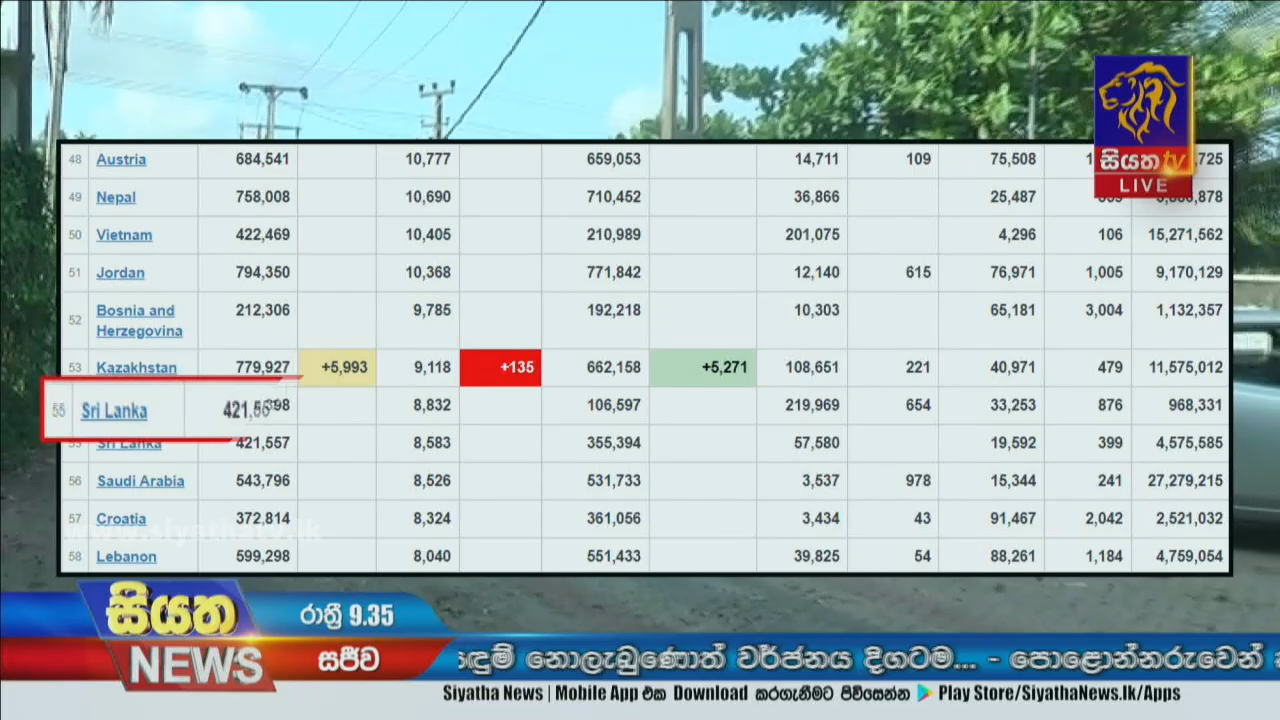 සියත tv
LIVE
48 Austria 684,541 10,777 659,053 14,711 109 75,508 725
49 Nepal 758,008 10,690 710,452 36,866 25,487 878
50 Vietnam 422,469 10,405 210,989 201,075 4,296 106 15,271,562
51 Jordan 794,350 10,368 771,842 12,140 615 76,971 1,005 9,170,129
52 Bosnia and Herzegovina 212,306 9,785 192,218 10,303 65,181 3,004 1,132,357
53 Kazakhstan 779,927 +5,993 9,118 +135 662,158 +5,271 108,651 221 40,971 479 11,575,012
8,832 106,597 219,969 654 33,253 876 968,331
55 Sri Lanka
Sri Lanka 421,557 8,583 355,394 57,580 19,592 399 4,575,585
56 Saudi Arabia 543,796 8,526 531,733 3,537 978 15,344 241 27,279,215
57 Croatia 372,814 8,324 361,056 3,434 43 91,467 2,042 2,521,032
58 Lebanon 599,298 8,040 551,433 39,825 54 88,261 1,184 4,759,054
www.siyathatv.lk
සියත
NEWS
රාත්‍රී 9.35
සජීව
නොලැබුණොත් වර්ජනය දිගටම... - පොළොන්නරුවෙන්
Siyatha News | Mobile App එක Download කරගැනීමට පිවිසෙන්න Play Store/SiyathaNews.lk/Apps